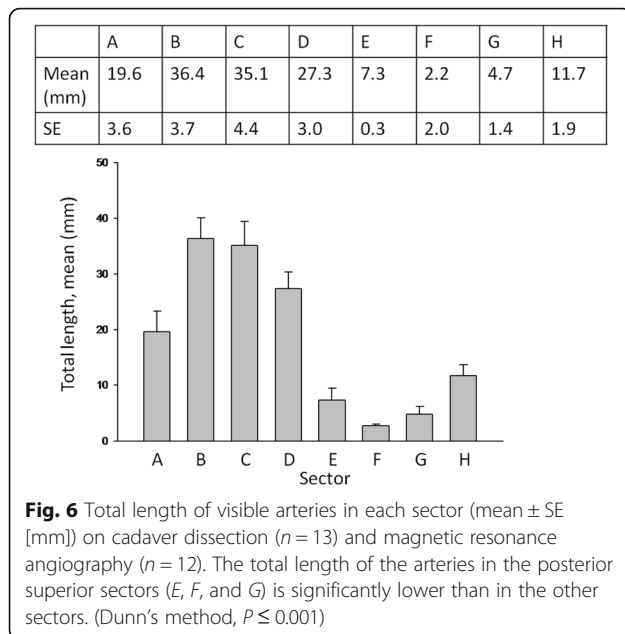 A B C D E F G H
Mean (mm) 19.6 36.4 35.1 27.3 7.3 2.2 4.7 11.7
SE 3.6 3.7 4.4 3.0 0.3 2.0 1.4 1.9
Total length, mean (mm)
50
40
30
20
10
0
A B C D E F G H
Sector
Fig. 6 Total length of visible arteries in each sector (mean ± SE
[mm]) on cadaver dissection (n = 13) and magnetic resonance
angiography (n = 12). The total length of the arteries in the posterior
superior sectors (E, F, and G) is significantly lower than in the other
sectors. (Dunn's method, P ≤ 0.001)